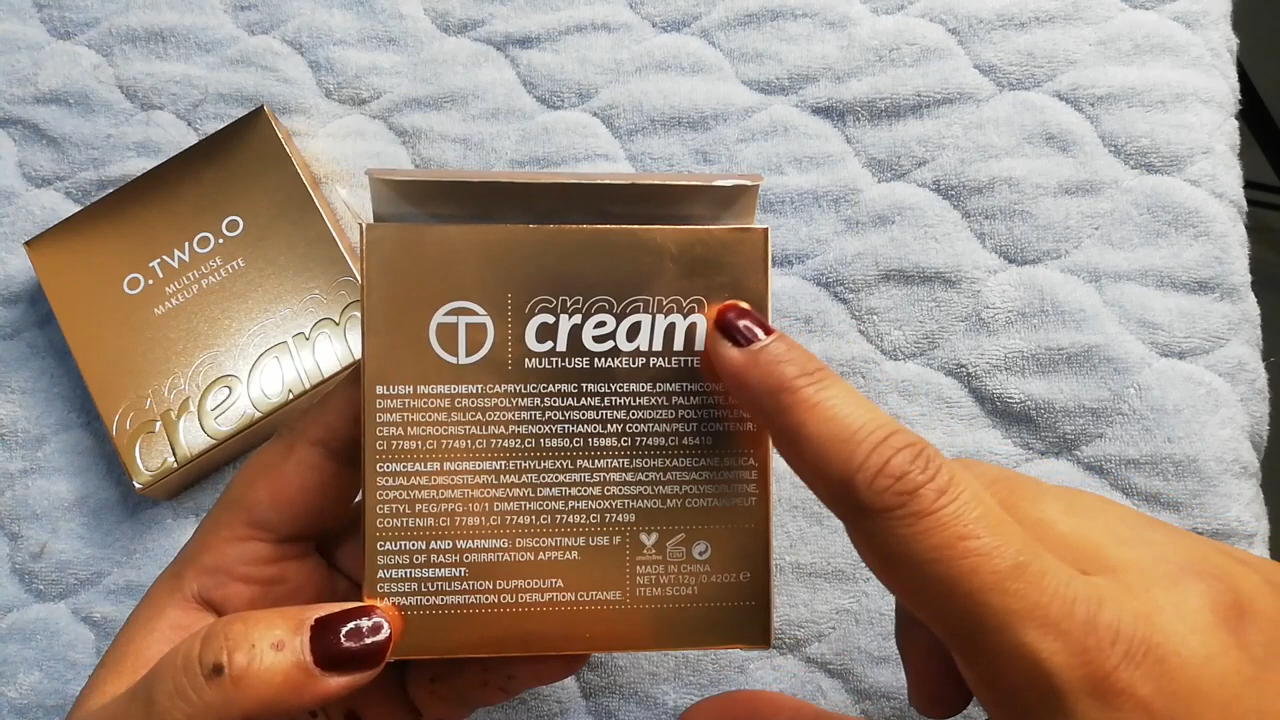 O.TWO.O
MULTI-USE
MAKEUP PALETTE
cream
cream
MULTI-USE MAKEUP PALETTE
BLUSH INGREDIENT:CAPRYLIC/CAPRIC TRIGLYCERIDE,DIMETHICONE
DIMETHICONE CROSSPOLYMER,SQUALANE,ETHYLHEXYL PALMITATE,
DIMETHICONE,SILICA,OZOKERITE,POLYISOBUTENE,OXIDIZED POLYETHYLENE
CERA MICROCRISTALLINA,PHENOXYETHANOL,MY CONTAIN/PEUT CONTENIR:
CI 77891,CI 77491,CI 77492,CI 15850,CI 15985,CI 77499,CI 45410
CONCEALER INGREDIENT:ETHYLHEXYL PALMITATE,ISOHEXADECANE,SILICA,
SQUALANE,DIISOSTEARYL MALATE,OZOKERITE,STYRENE/ACRYLATES/ACRYLONITRILE
COPOLYMER,DIMETHICONE/VINYL DIMETHICONE CROSSPOLYMER,POLYISOBUTENE,
CETYL PEG/PPG-10/1 DIMETHICONE,PHENOXYETHANOL,MY CONTAIN/PEUT
CONTENIR:CI 77891,CI 77491,CI 77492,CI 77499
CAUTION AND WARNING: DISCONTINUE USE IF
SIGNS OF RASH ORIRRITATION APPEAR.
AVERTISSEMENT:
CESSER L'UTILISATION DUPRODUITA
LAPPARITIOND'IRRITATION OU D'ERUPTION CUTANEE.
crueltyfree
12M
MADE IN CHINA
NET WT.12g /0.42OZ.e
ITEM:SC041